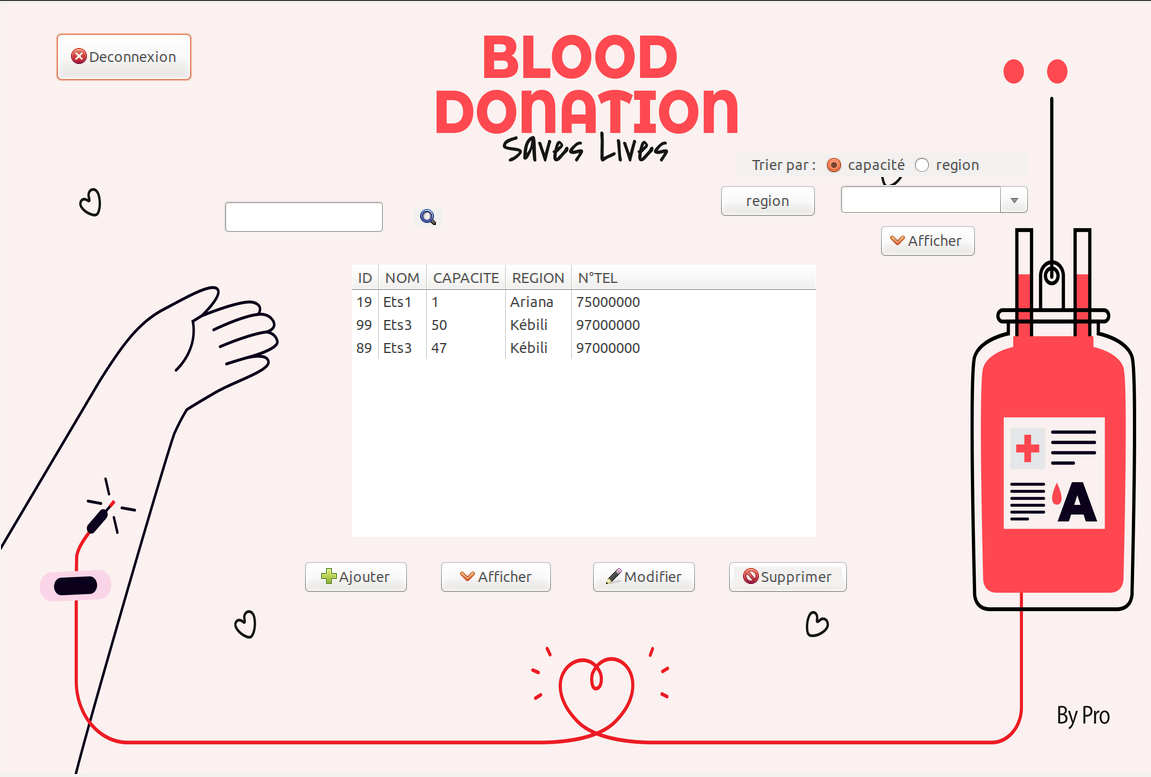 Deconnexion
BLOOD
DONATION
Saves Lives
Trier par : capacité region
region
Afficher
ID NOM CAPACITE REGION N°TEL
19 Ets1 1 Ariana 75000000
99 Ets3 50 Kébili 97000000
89 Ets3 47 Kébili 97000000
A
Ajouter Afficher Modifier Supprimer
By Pro